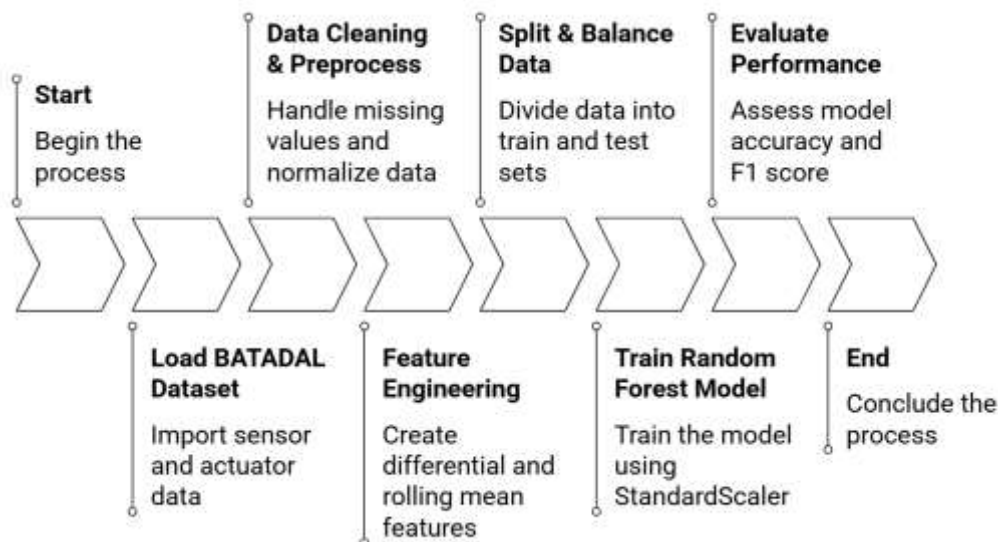 Start
Begin the
process
Load BATADAL
Dataset
Import sensor
and actuator
data
Data Cleaning
& Preprocess
Handle missing
values and
normalize data
Feature
Engineering
Create
differential and
rolling mean
features
Split & Balance
Data
Divide data into
train and test
sets
Train Random
Forest Model
Train the model
using
StandardScaler
Evaluate
Performance
Assess model
accuracy and
F1 score
End
Conclude the
process